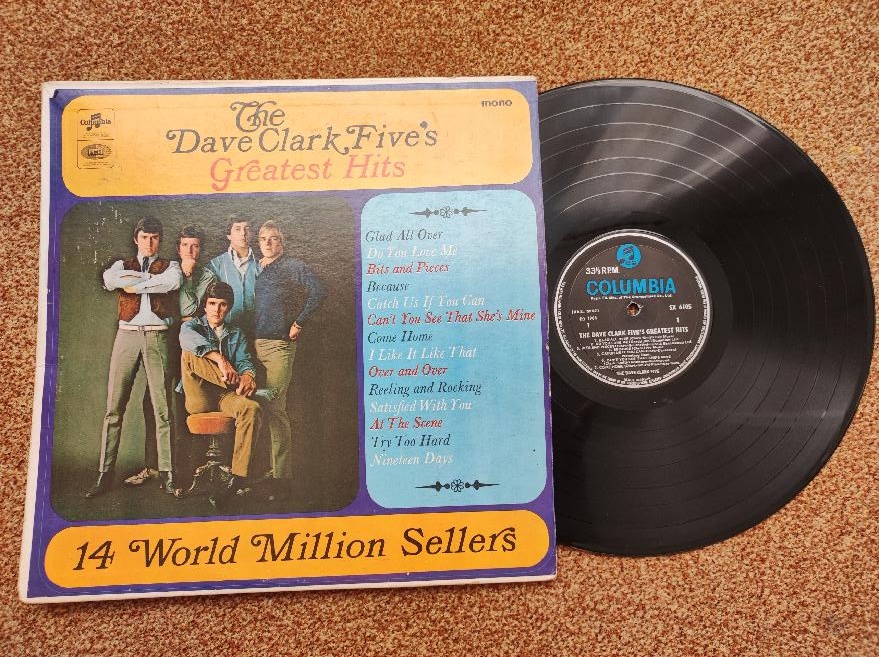 Columbia
EMI
mono
The
Dave Clark Five's
Greatest Hits
Glad All Over
Do You Love Me
Bits and Pieces
Because
Catch Us If You Can
Can't You See That She's Mine
Come Home
I Like It Like That
Over and Over
Reeling and Rocking
Satisfied With You
At The Scene
Try Too Hard
Nineteen Days
14 World Million Sellers
33⅓ R.P.M.
COLUMBIA
SX 6105
1
THE DAVE CLARK FIVE'S GREATEST HITS
THE DAVE CLARK FIVE